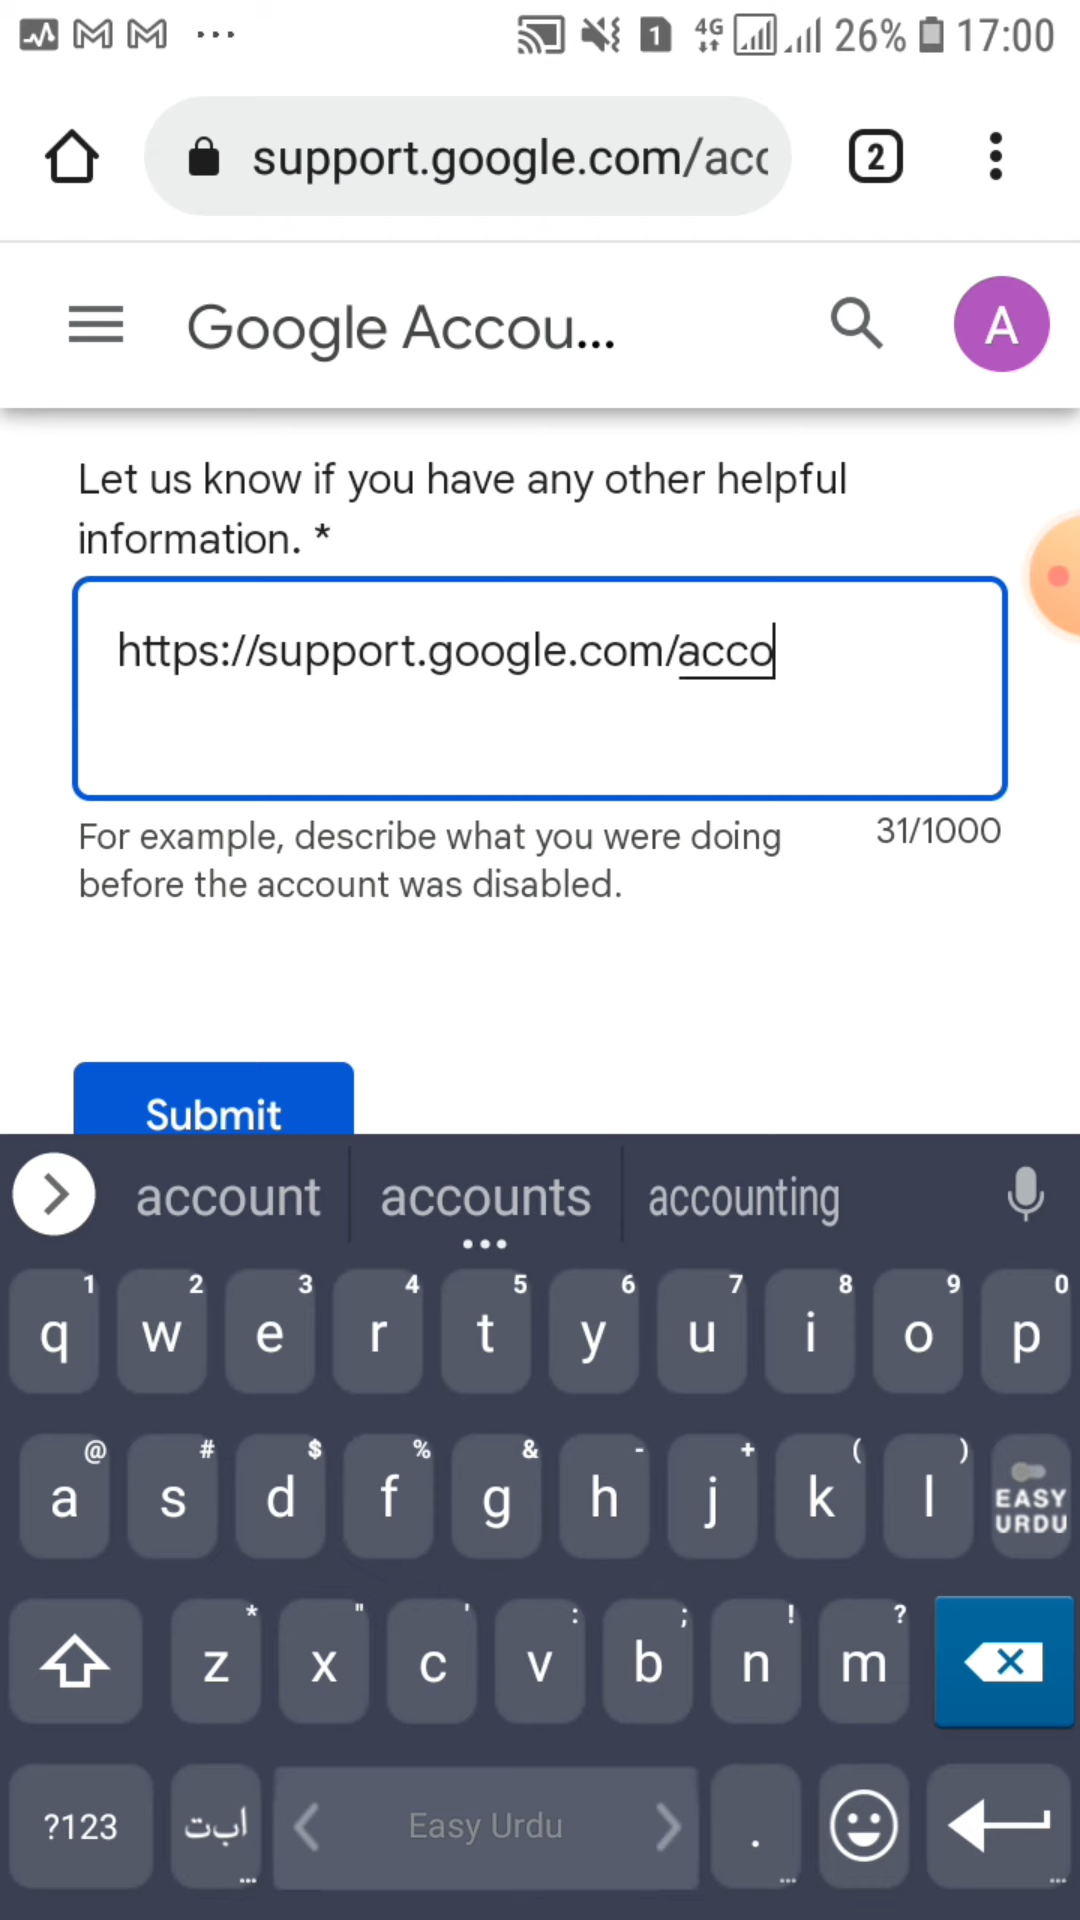 1 4G 26% 17:00
support.google.com/acc 2
Google Accou... A
Let us know if you have any other helpful
information. *
https://support.google.com/acco
For example, describe what you were doing 31/1000
before the account was disabled.
Submit
account accounts accounting
1 2 3 4 5 6 7 8 9 0
q w e r t y u i o p
@ # $ % & - + ( )
a s d f g h j k l EASY
URDU
* " ' : ; ! ?
z x c v b n m
?123 ا‌ب‌ت Easy Urdu .